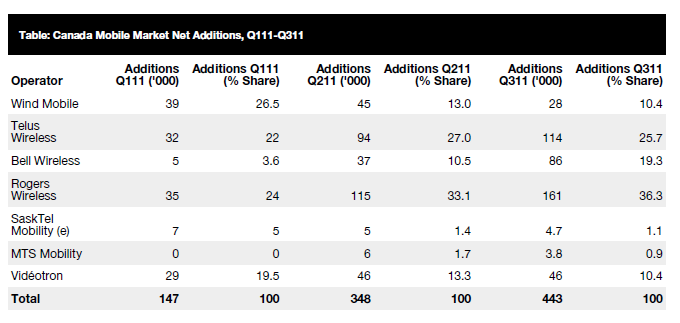 Table: Canada Mobile Market Net Additions, Q111-Q311
Additions Additions Q111 Additions Additions Q211 Additions Additions Q311
Operator Q111 ('000) (% Share) Q211 ('000) (% Share) Q311 ('000) (% Share)
Wind Mobile 39 26.5 45 13.0 28 10.4
Telus
Wireless 32 22 94 27.0 114 25.7
Bell Wireless 5 3.6 37 10.5 86 19.3
Rogers
Wireless 35 24 115 33.1 161 36.3
SaskTel
Mobility (e) 7 5 5 1.4 4.7 1.1
MTS Mobility 0 0 6 1.7 3.8 0.9
Vidéotron 29 19.5 46 13.3 46 10.4
Total 147 100 348 100 443 100